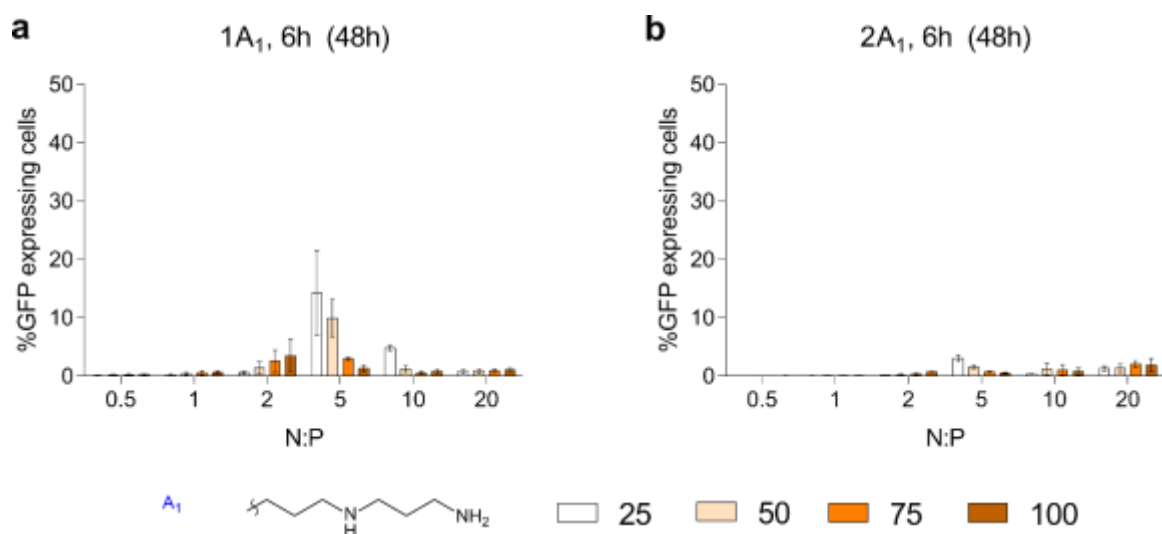 a
1A₁, 6h (48h)
%GFP expressing cells
50
40
30
20
10
0
0.5 1 2 5 10 20
N:P
b
2A₁, 6h (48h)
%GFP expressing cells
50
40
30
20
10
0
0.5 1 2 5 10 20
N:P
A₁
N
H
NH₂
25 50 75 100